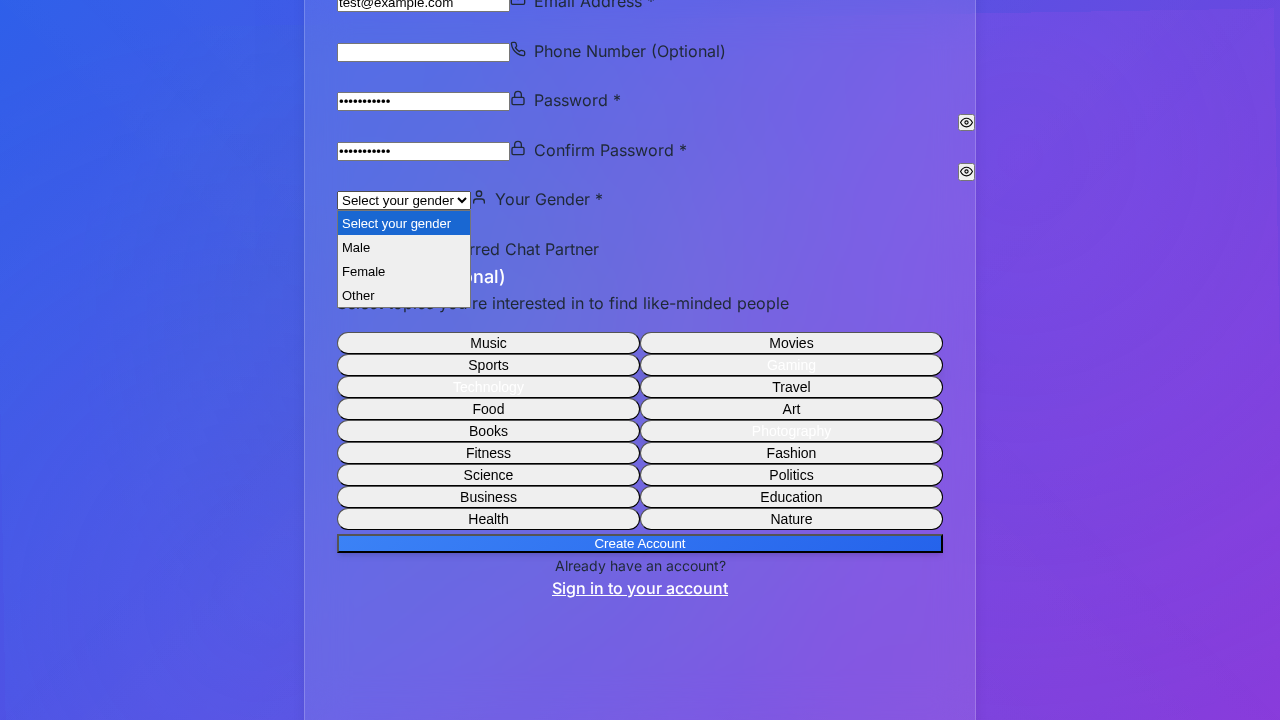 test@example.com Email Address *
Phone Number (Optional)
••••••••••• Password *
••••••••••• Confirm Password *
Select your gender Your Gender *
Select your gender
Male
rred Chat Partner
Female
onal)
Other
Select topics you're interested in to find like-minded people
Music Movies
Sports Gaming
Technology Travel
Food Art
Books Photography
Fitness Fashion
Science Politics
Business Education
Health Nature
Create Account
Already have an account?
Sign in to your account